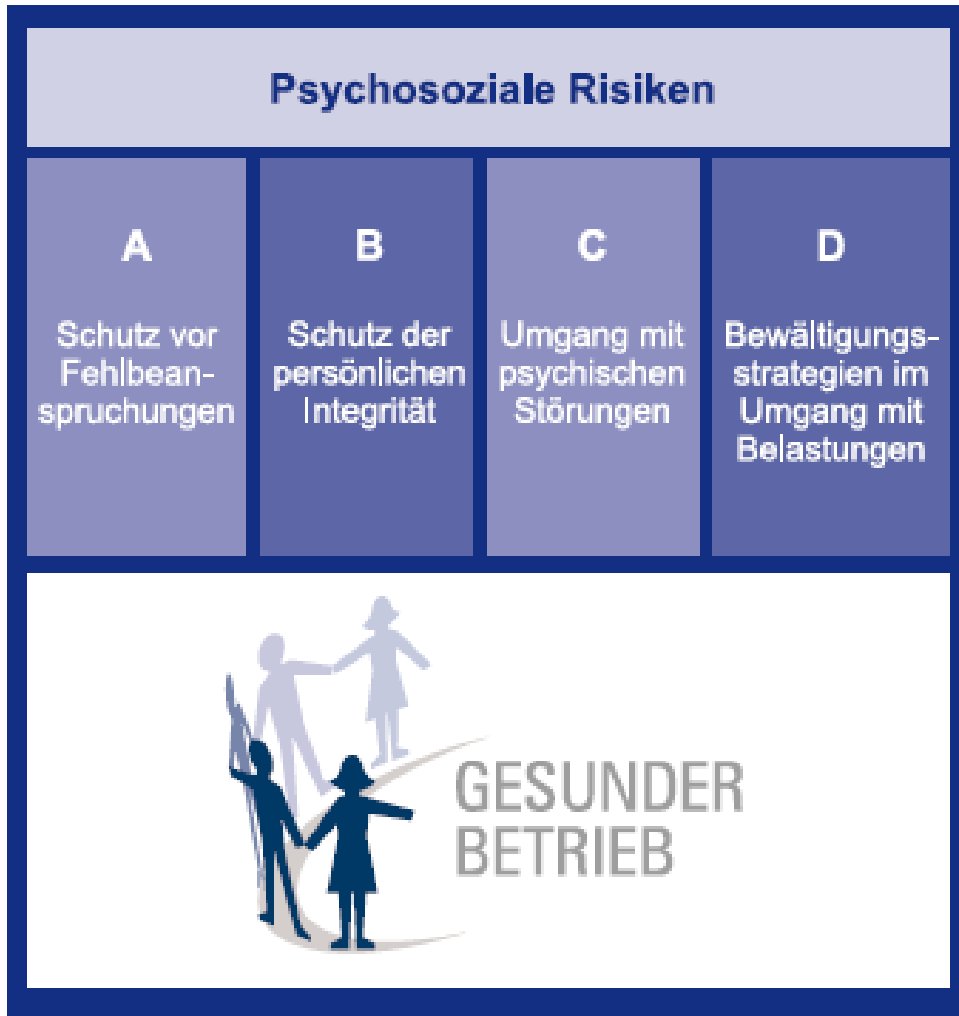 Psychosoziale Risiken
A
Schutz vor
Fehlbean-
spruchungen
B
Schutz der
persönlichen
Integrität
C
Umgang mit
psychischen
Störungen
D
Bewältigungs-
strategien im
Umgang mit
Belastungen
GESUNDER
BETRIEB